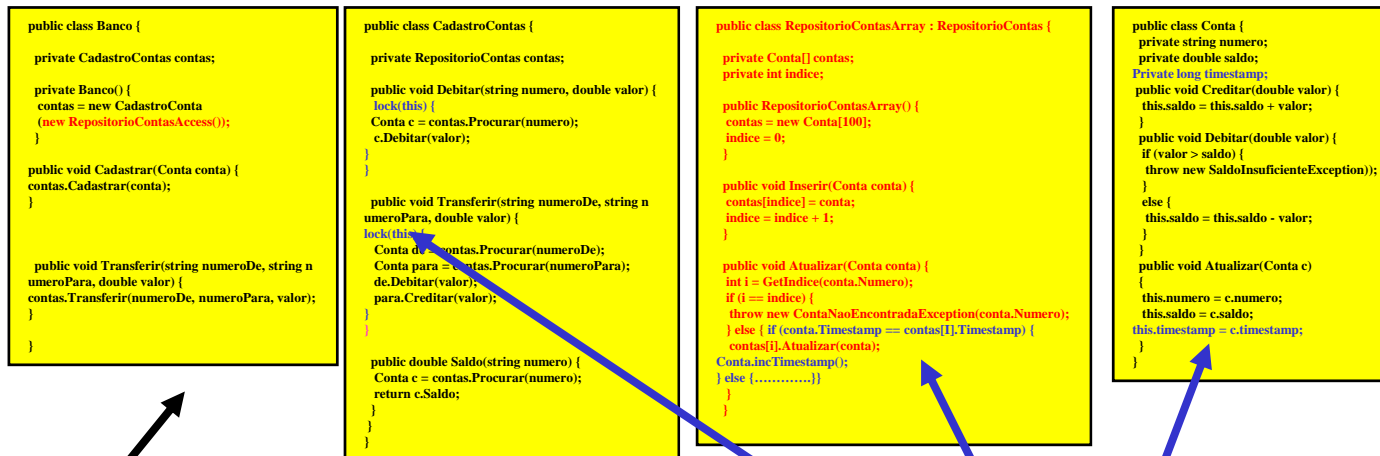 public class Banco {
private CadastroContas contas;
private Banco() {
contas = new CadastroConta
(new RepositorioContasAccess());
}
public void Cadastrar(Conta conta) {
contas.Cadastrar(conta);
}
public void Transferir(string numeroDe, string n
umeroPara, double valor) {
contas.Transferir(numeroDe, numeroPara, valor);
}
}
public class CadastroContas {
private RepositorioContas contas;
public void Debitar(string numero, double valor) {
lock(this) {
Conta c = contas.Procurar(numero);
c.Debitar(valor);
}
}
public void Transferir(string numeroDe, string n
umeroPara, double valor) {
lock(this) {
Conta de = contas.Procurar(numeroDe);
Conta para = contas.Procurar(numeroPara);
de.Debitar(valor);
para.Creditar(valor);
}
}
public double Saldo(string numero) {
Conta c = contas.Procurar(numero);
return c.Saldo;
}
}
}
public class RepositorioContasArray : RepositorioContas {
private Conta[] contas;
private int indice;
public RepositorioContasArray() {
contas = new Conta[100];
indice = 0;
}
public void Inserir(Conta conta) {
contas[indice] = conta;
indice = indice + 1;
}
public void Atualizar(Conta conta) {
int i = GetIndice(conta.Numero);
if (i == indice) {
throw new ContaNaoEncontradaException(conta.Numero);
} else { if (conta.Timestamp == contas[I].Timestamp) {
contas[i].Atualizar(conta);
Conta.incTimestamp();
} else {………….}}
}
}
public class Conta {
private string numero;
private double saldo;
Private long timestamp;
public void Creditar(double valor) {
this.saldo = this.saldo + valor;
}
public void Debitar(double valor) {
if (valor > saldo) {
throw new SaldoInsuficienteException));
}
else {
this.saldo = this.saldo - valor;
}
}
public void Atualizar(Conta c)
{
this.numero = c.numero;
this.saldo = c.saldo;
this.timestamp = c.timestamp;
}
}